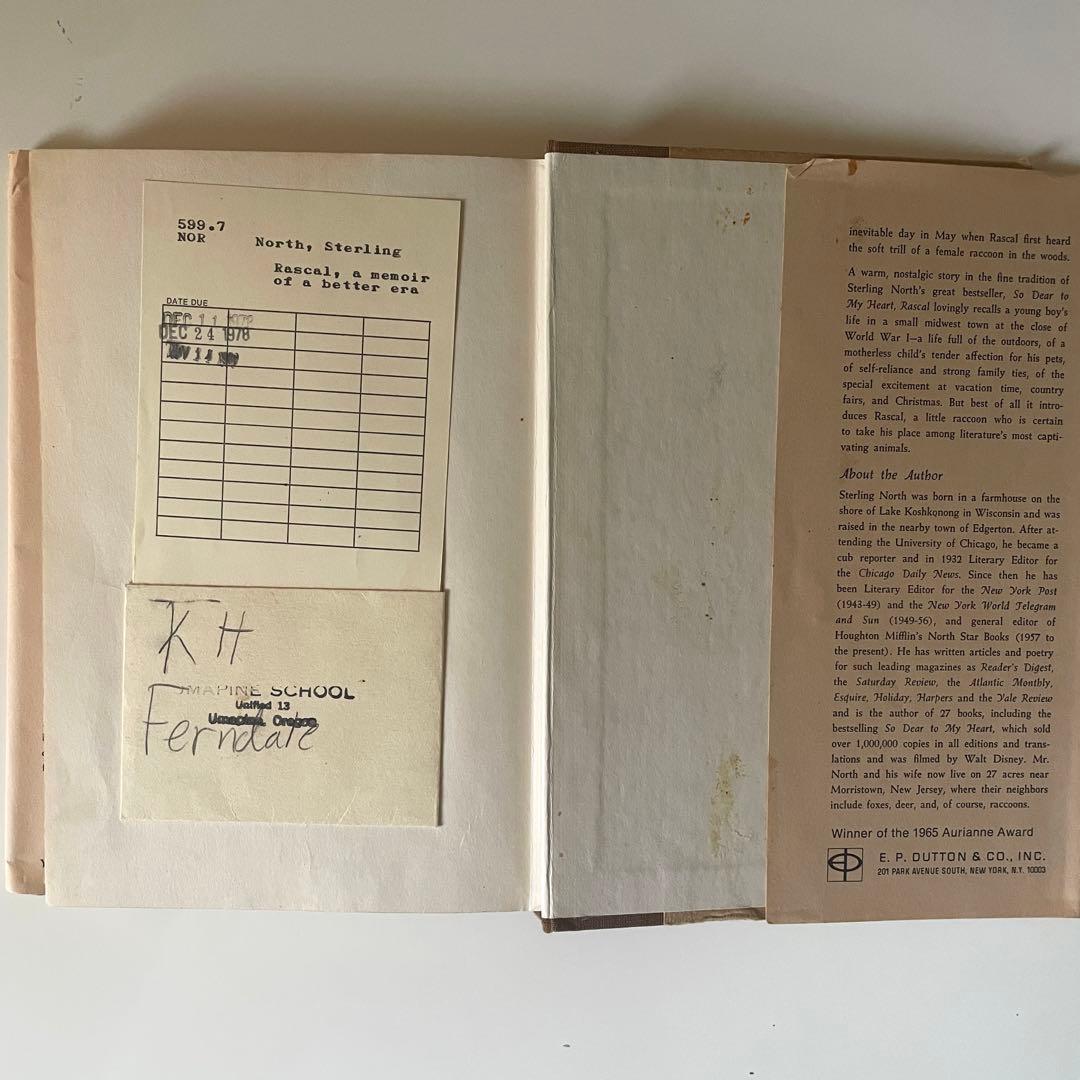 599.7
NOR
North, Sterling
Rascal, a memoir
of a better era
DATE DUE
DEC 11 1978
DEC 24 1978
NOV 14
KH
UMAPINE SCHOOL
Unified 13
Umapine, Oregon
Ferndale
inevitable day in May when Rascal first heard
the soft trill of a female raccoon in the woods.
A warm, nostalgic story in the fine tradition of
Sterling North's great bestseller, So Dear to
My Heart, Rascal lovingly recalls a young boy's
life in a small midwest town at the close of
World War I—a life full of the outdoors, of a
motherless child's tender affection for his pets,
of self-reliance and strong family ties, of the
special excitement at vacation time, country
fairs, and Christmas. But best of all it intro-
duces Rascal, a little raccoon who is certain
to take his place among literature's most capti-
vating animals.
About the Author
Sterling North was born in a farmhouse on the
shore of Lake Koshkonong in Wisconsin and was
raised in the nearby town of Edgerton. After at-
tending the University of Chicago, he became a
cub reporter and in 1932 Literary Editor for
the Chicago Daily News. Since then he has
been Literary Editor for the New York Post
(1943-49) and the New York World Telegram
and Sun (1949-56), and general editor of
Houghton Mifflin's North Star Books (1957 to
the present). He has written articles and poetry
for such leading magazines as Reader's Digest,
the Saturday Review, the Atlantic Monthly,
Esquire, Holiday, Harpers and the Yale Review
and is the author of 27 books, including the
bestselling So Dear to My Heart, which sold
over 1,000,000 copies in all editions and trans-
lations and was filmed by Walt Disney. Mr.
North and his wife now live on 27 acres near
Morristown, New Jersey, where their neighbors
include foxes, deer, and, of course, raccoons.
Winner of the 1965 Aurianne Award
E. P. DUTTON & CO., INC.
201 PARK AVENUE SOUTH, NEW YORK, N.Y. 10003